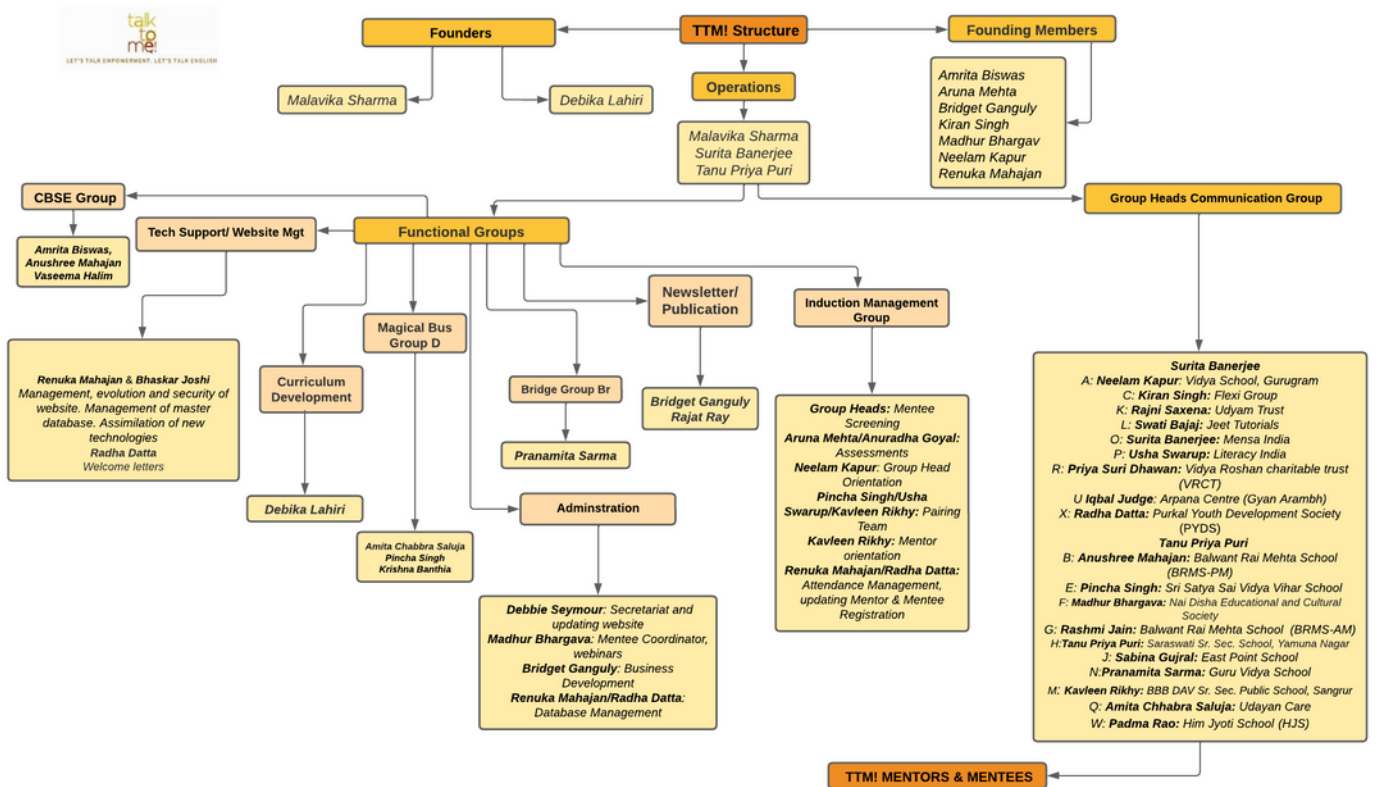 talk
to
me!
LET'S TALK EMPOWERMENT. LET'S TALK ENGLISH
Founders
TTM! Structure
Founding Members
Malavika Sharma
Debika Lahiri
Operations
Amrita Biswas
Aruna Mehta
Bridget Ganguly
Kiran Singh
Madhur Bhargav
Neelam Kapur
Renuka Mahajan
Malavika Sharma
Surita Banerjee
Tanu Priya Puri
CBSE Group
Group Heads Communication Group
Amrita Biswas,
Anushree Mahajan
Vaseema Halim
Tech Support/ Website Mgt
Functional Groups
Renuka Mahajan & Bhaskar Joshi
Management, evolution and security of
website. Management of master
database. Assimilation of new
technologies
Radha Datta
Welcome letters
Curriculum
Development
Debika Lahiri
Magical Bus
Group D
Amita Chabbra Saluja
Pincha Singh
Krishna Banthia
Bridge Group Br
Pranamita Sarma
Newsletter/
Publication
Bridget Ganguly
Rajat Ray
Induction Management
Group
Group Heads: Mentee
Screening
Aruna Mehta/Anuradha Goyal:
Assessments
Neelam Kapur: Group Head
Orientation
Pincha Singh/Usha
Swarup/Kavleen Rikhy: Pairing
Team
Kavleen Rikhy: Mentor
orientation
Renuka Mahajan/Radha Datta:
Attendance Management,
updating Mentor & Mentee
Registration
Adminstration
Debbie Seymour: Secretariat and
updating website
Madhur Bhargava: Mentee Coordinator,
webinars
Bridget Ganguly: Business
Development
Renuka Mahajan/Radha Datta:
Database Management
Surita Banerjee
A: Neelam Kapur: Vidya School, Gurugram
C: Kiran Singh: Flexi Group
K: Rajni Saxena: Udyam Trust
L: Swati Bajaj: Jeet Tutorials
O: Surita Banerjee: Mensa India
P: Usha Swarup: Literacy India
R: Priya Suri Dhawan: Vidya Roshan charitable trust
(VRCT)
U Iqbal Judge: Arpana Centre (Gyan Arambh)
X: Radha Datta: Purkal Youth Development Society
(PYDS)
Tanu Priya Puri
B: Anushree Mahajan: Balwant Rai Mehta School
(BRMS-PM)
E: Pincha Singh: Sri Satya Sai Vidya Vihar School
F: Madhur Bhargava: Nai Disha Educational and Cultural
Society
G: Rashmi Jain: Balwant Rai Mehta School (BRMS-AM)
H:Tanu Priya Puri: Saraswati Sr. Sec. School, Yamuna Nagar
J: Sabina Gujral: East Point School
N:Pranamita Sarma: Guru Vidya School
M: Kavleen Rikhy: BBB DAV Sr. Sec. Public School, Sangrur
Q: Amita Chhabra Saluja: Udayan Care
W: Padma Rao: Him Jyoti School (HJS)
TTM! MENTORS & MENTEES